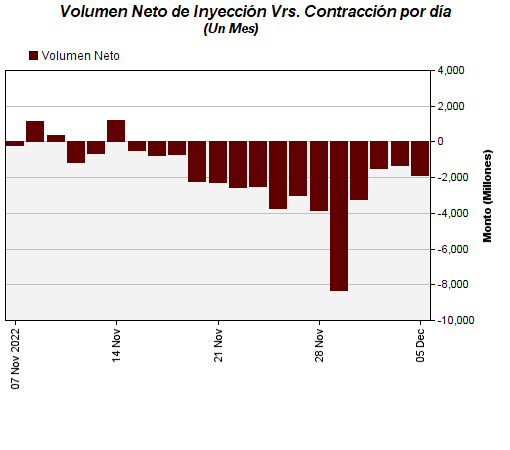 Volumen Neto de Inyección Vrs. Contracción por día
(Un Mes)
Volumen Neto
4,000
2,000
0
-2,000
-4,000
-6,000
-8,000
-10,000
Monto (Millones)
07 Nov 2022
14 Nov
21 Nov
28 Nov
05 Dec